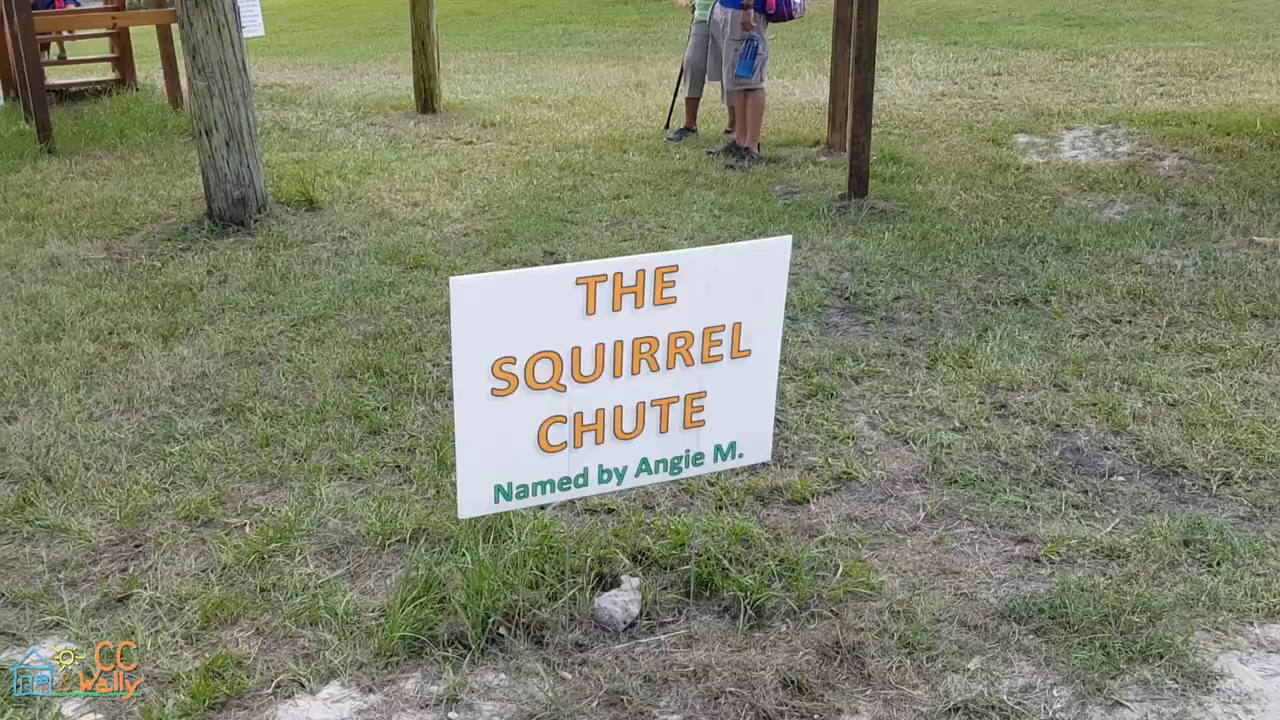 THE
SQUIRREL
CHUTE
Named by Angie M.
CC
& Wally